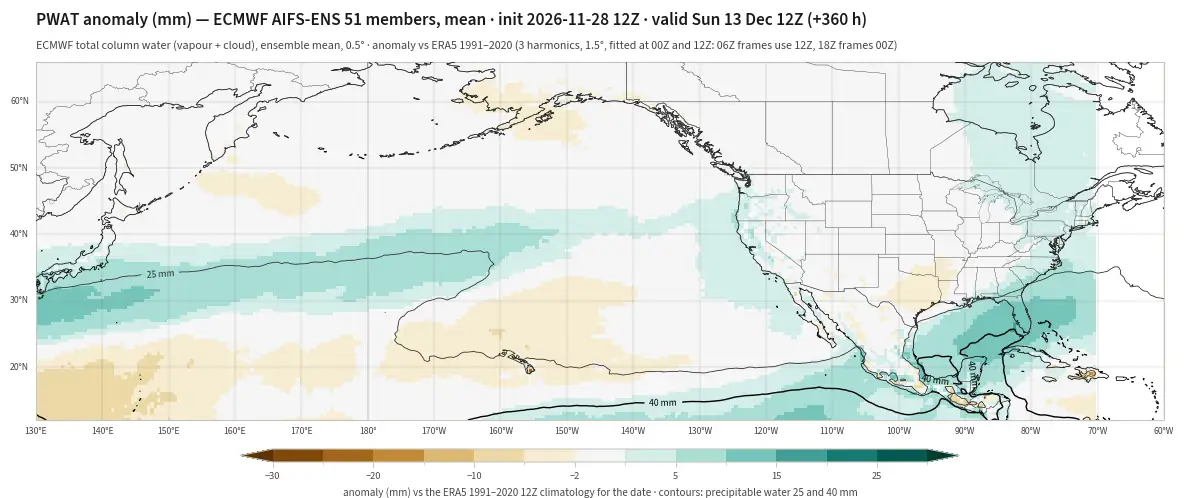 PWAT anomaly (mm) — ECMWF AIFS-ENS 51 members, mean · init 2026-11-28 12Z · valid Sun 13 Dec 12Z (+360 h)
ECMWF total column water (vapour + cloud), ensemble mean, 0.5° · anomaly vs ERA5 1991–2020 (3 harmonics, 1.5°, fitted at 00Z and 12Z: 06Z frames use 12Z, 18Z frames 00Z)
60°N
50°N
40°N
30°N
20°N
25 mm
40 mm
40 mm
40 mm
130°E 140°E 150°E 160°E 170°E 180° 170°W 160°W 150°W 140°W 130°W 120°W 110°W 100°W 90°W 80°W 70°W 60°W
−30 −20 −10 −2 5 15 25
anomaly (mm) vs the ERA5 1991–2020 12Z climatology for the date · contours: precipitable water 25 and 40 mm